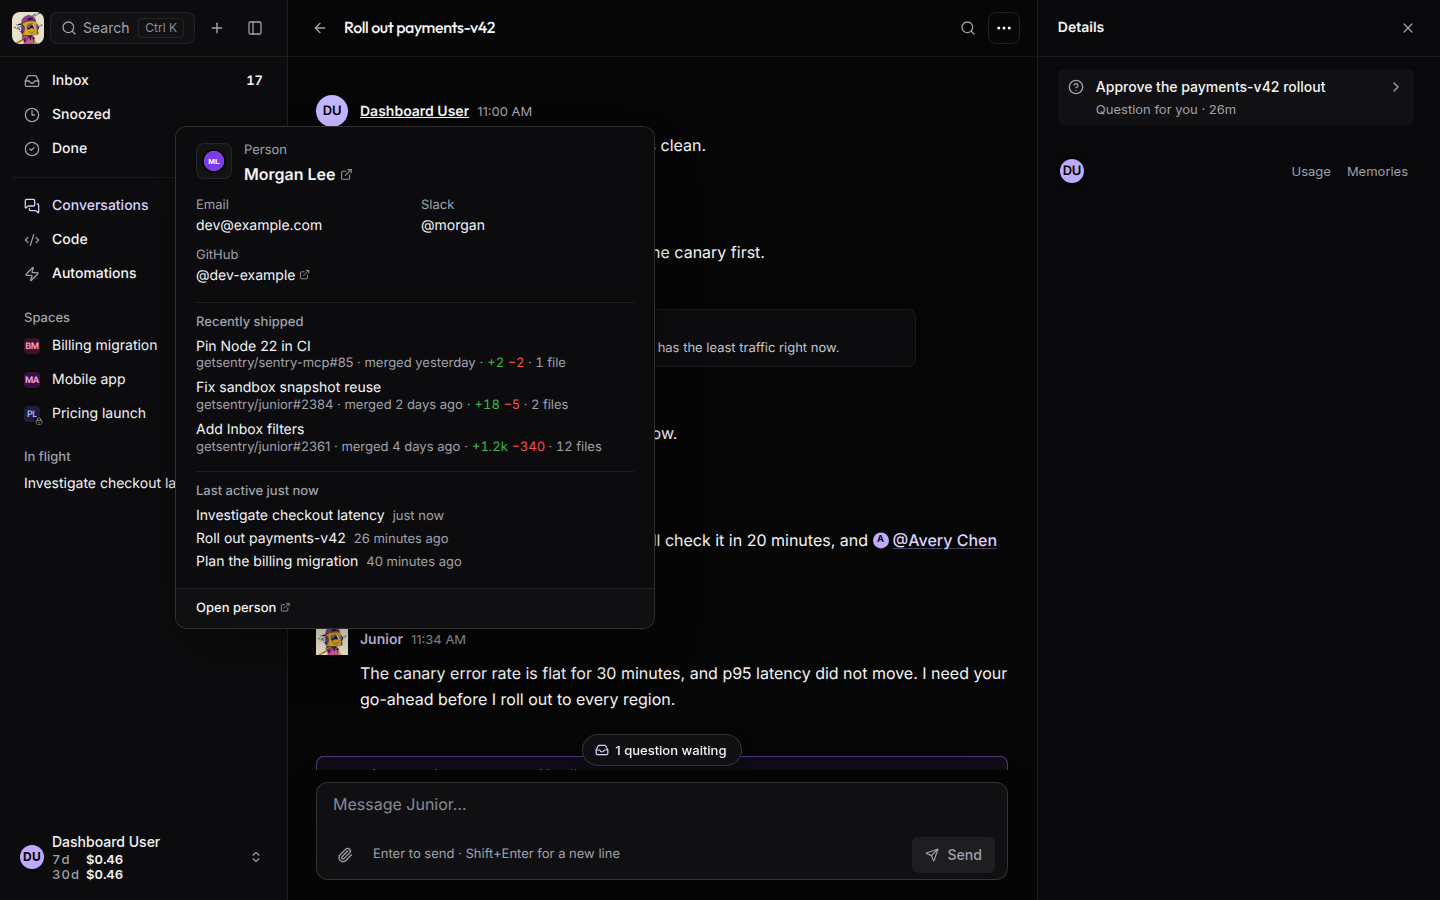 Search Ctrl K
Inbox 17
Snoozed
Done
Conversations
Code
Automations
Spaces
BM Billing migration
MA Mobile app
PL Pricing launch
In flight
Investigate checkout la
DU Dashboard User
7d $0.46
30d $0.46
Roll out payments-v42
DU Dashboard User 11:00 AM
clean.
canary first.
has the least traffic right now.
check it in 20 minutes, and A @Avery Chen
ML Person
Morgan Lee
Email Slack
dev@example.com @morgan
GitHub
@dev-example
Recently shipped
Pin Node 22 in CI
getsentry/sentry-mcp#85 · merged yesterday · +2 −2 · 1 file
Fix sandbox snapshot reuse
getsentry/junior#2384 · merged 2 days ago · +18 −5 · 2 files
Add Inbox filters
getsentry/junior#2361 · merged 4 days ago · +1.2k −340 · 12 files
Last active just now
Investigate checkout latency just now
Roll out payments-v42 26 minutes ago
Plan the billing migration 40 minutes ago
Open person
Junior 11:34 AM
The canary error rate is flat for 30 minutes, and p95 latency did not move. I need your
go-ahead before I roll out to every region.
1 question waiting
Message Junior...
Enter to send · Shift+Enter for a new line
Send
Details
Approve the payments-v42 rollout
Question for you · 26m
DU Usage Memories